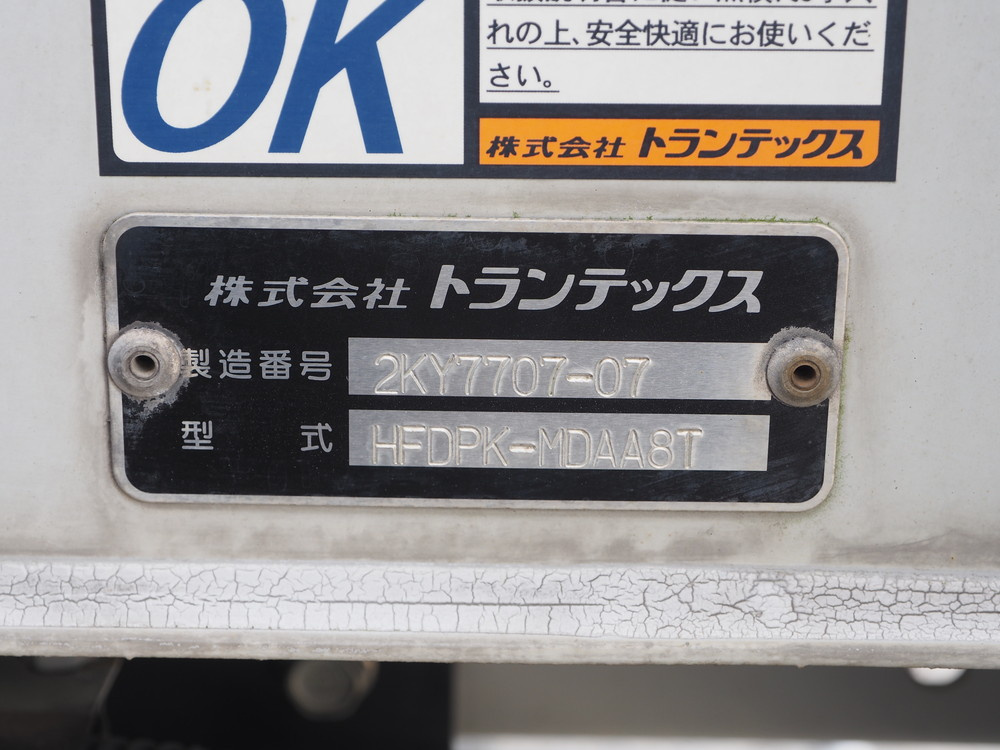 OK
れの上、安全快適にお使いくだ
さい。
株式会社 トランテックス
株式会社 トランテックス
製造番号 2KY7707-07
型 式 HFDPK-MDAA8T